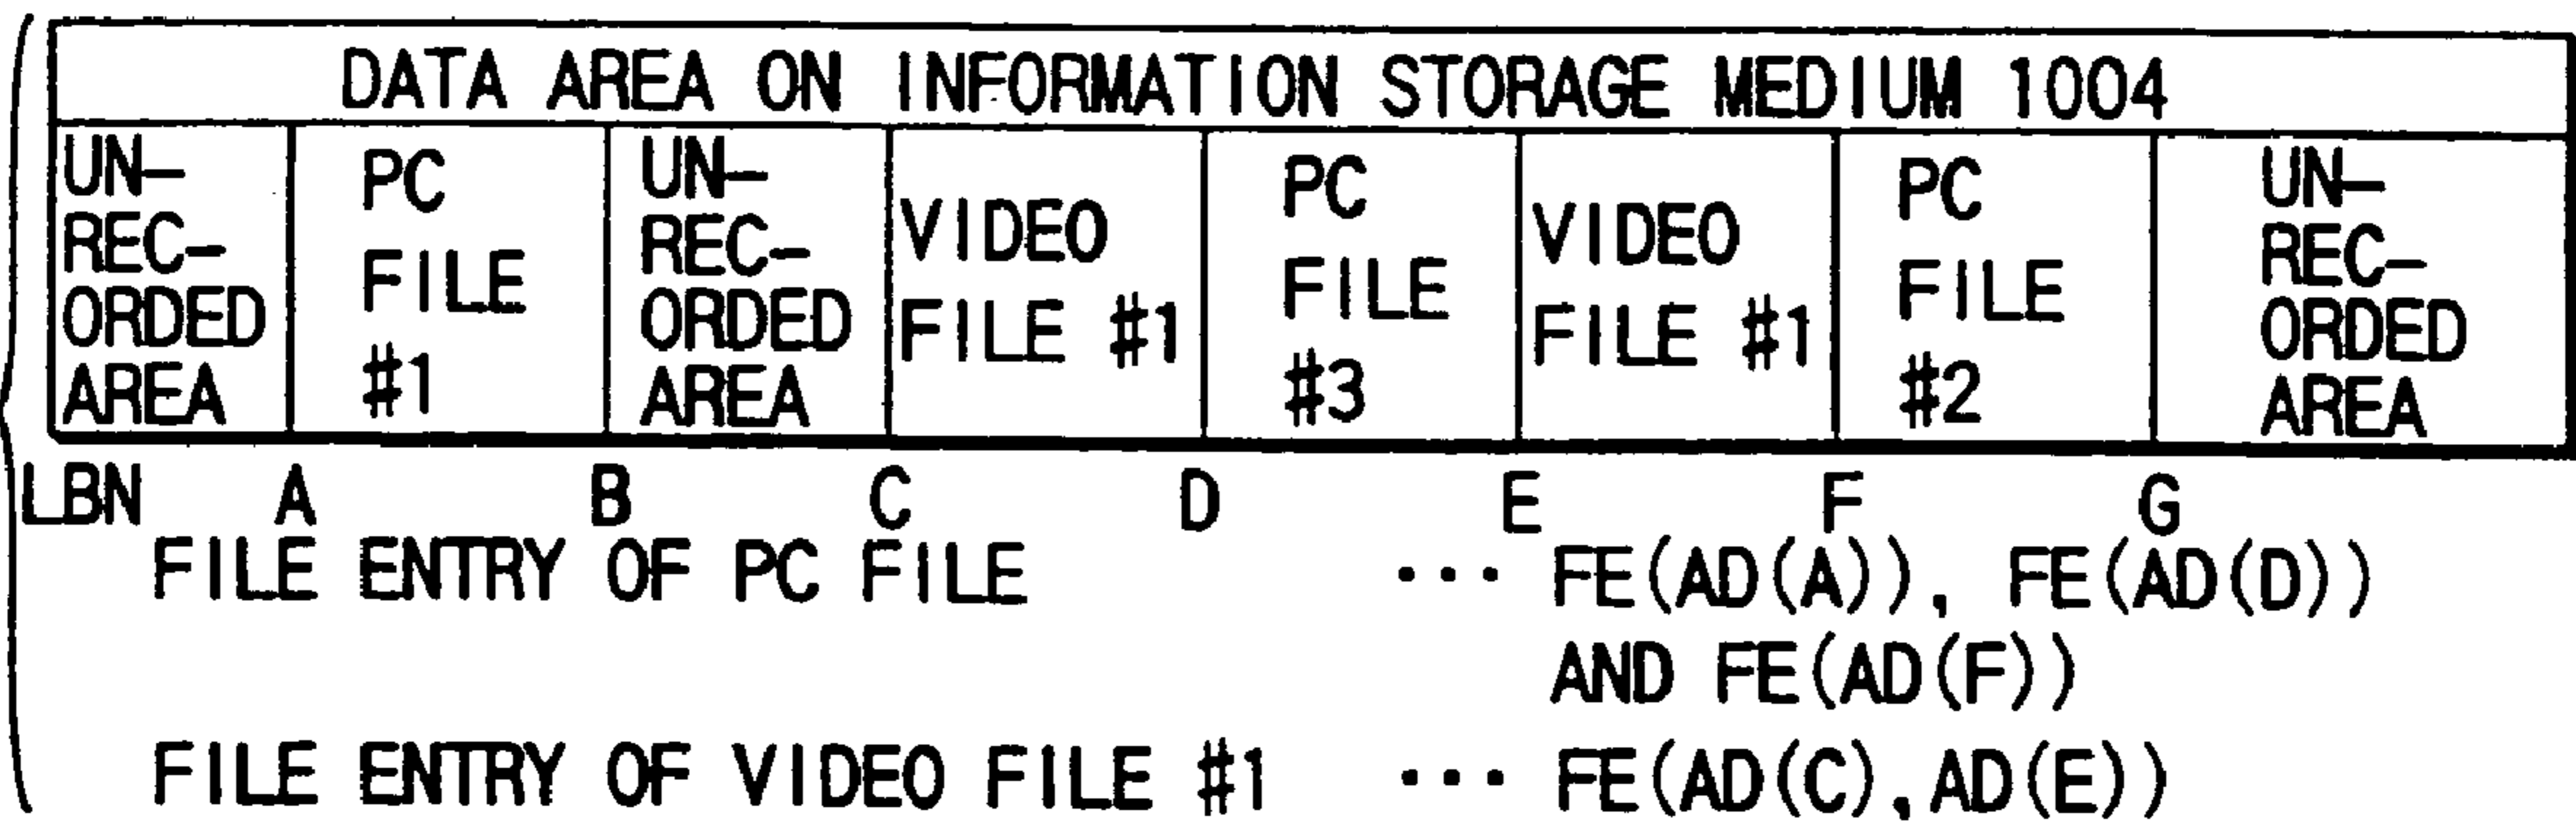 DATA AREA ON INFORMATION STORAGE MEDIUM 1004
UN-
REC-
ORDED
AREA
PC
FILE
#1
UN-
REC-
ORDED
AREA
VIDEO
FILE #1
PC
FILE
#3
VIDEO
FILE #1
PC
FILE
#2
UN-
REC-
ORDED
AREA
LBN A B C D E F G
FILE ENTRY OF PC FILE ··· FE(AD(A)), FE(AD(D))
AND FE(AD(F))
FILE ENTRY OF VIDEO FILE #1 ··· FE(AD(C),AD(E))